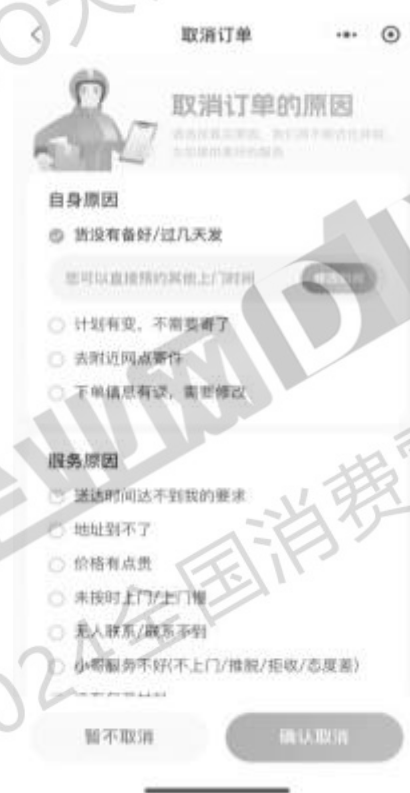 取消订单
取消订单的原因
自身原因
货没有备好/过几天发
您可以直接预约其他上门时间
计划有变，不需要寄了
去附近网点寄件
下单信息有误，需要修改
服务原因
送达时间达不到我的要求
地址到不了
价格有点贵
未按时上门/上门慢
无人联系/联系不到
小哥服务不好(不上门/推脱/拒收/态度差)
暂不取消
确认取消
业网D
2024全国消费